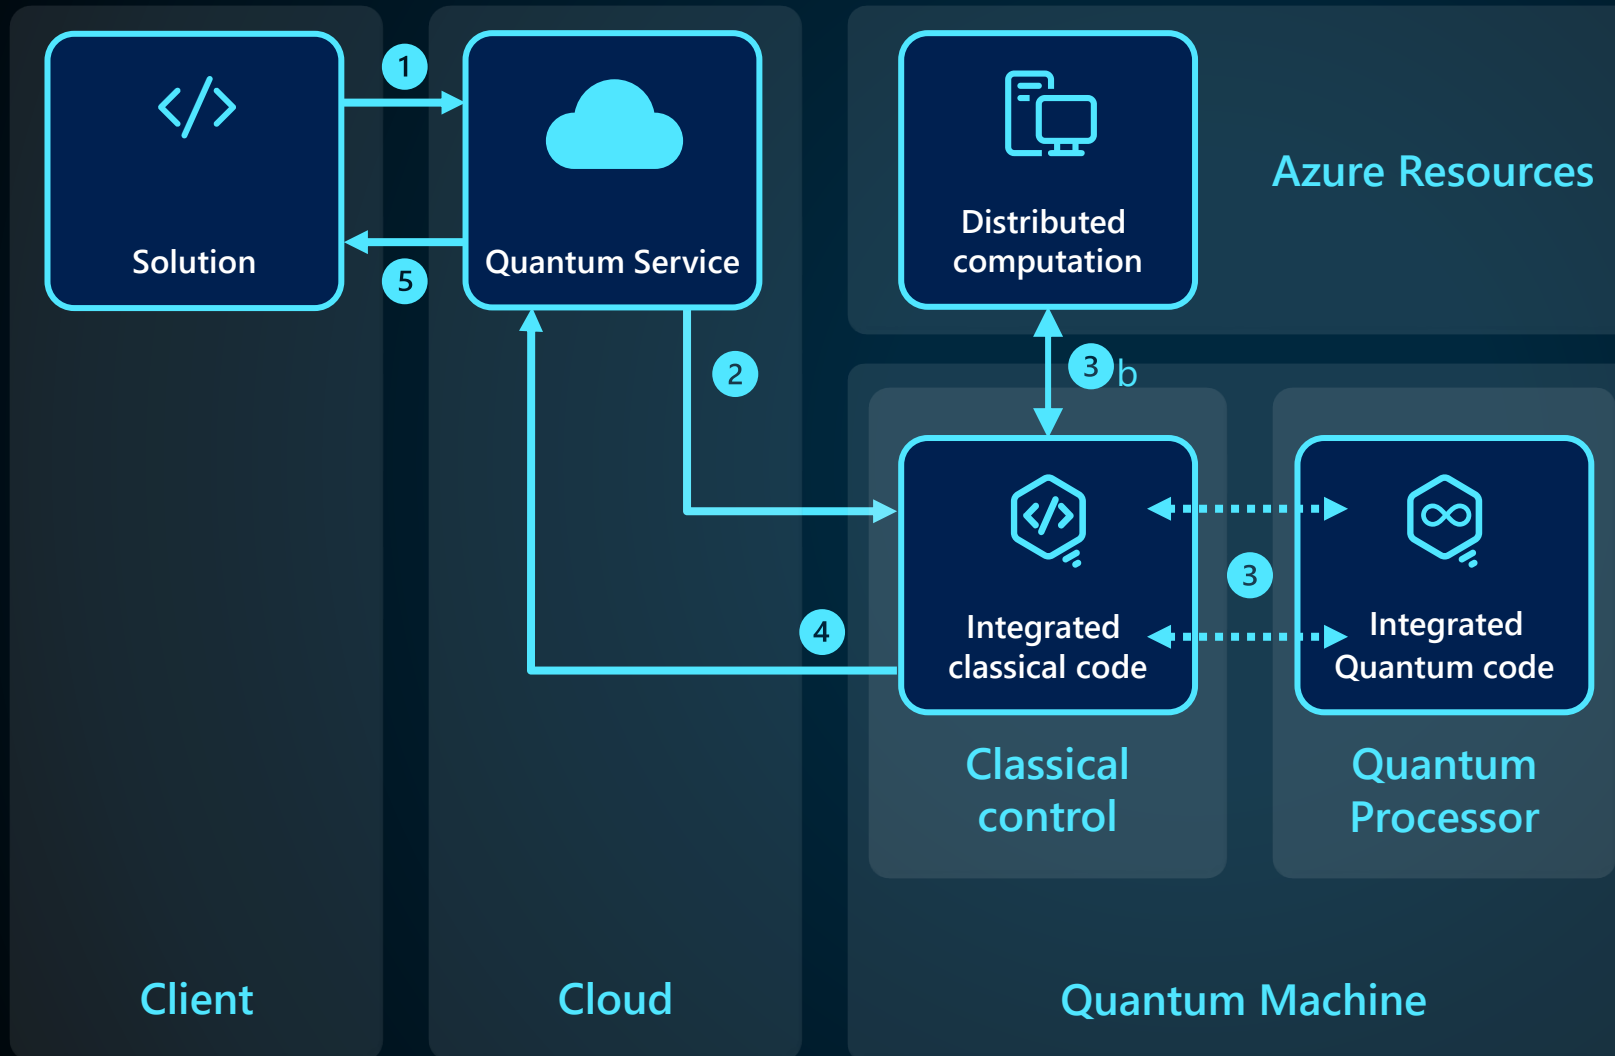 1
Solution
5
Quantum Service
2
Distributed
computation
Azure Resources
3 b
Integrated
classical code
3
4
Integrated
Quantum code
Classical
control
Quantum
Processor
Client
Cloud
Quantum Machine